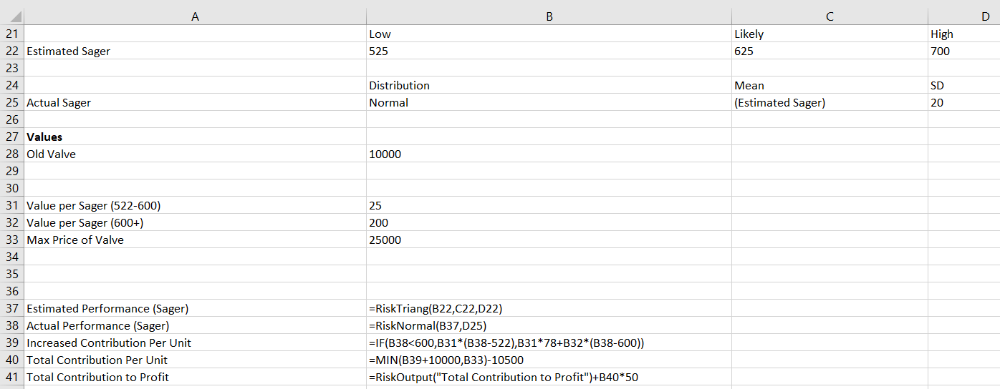 A B C D
21 Low Likely High
22 Estimated Sager 525 625 700
23
24 Distribution Mean SD
25 Actual Sager Normal (Estimated Sager) 20
26
27 Values
28 Old Valve 10000
29
30
31 Value per Sager (522-600) 25
32 Value per Sager (600+) 200
33 Max Price of Valve 25000
34
35
36
37 Estimated Performance (Sager) =RiskTriang(B22,C22,D22)
38 Actual Performance (Sager) =RiskNormal(B37,D25)
39 Increased Contribution Per Unit =IF(B38<600,B31*(B38-522),B31*78+B32*(B38-600))
40 Total Contribution Per Unit =MIN(B39+10000,B33)-10500
41 Total Contribution to Profit =RiskOutput("Total Contribution to Profit")+B40*50